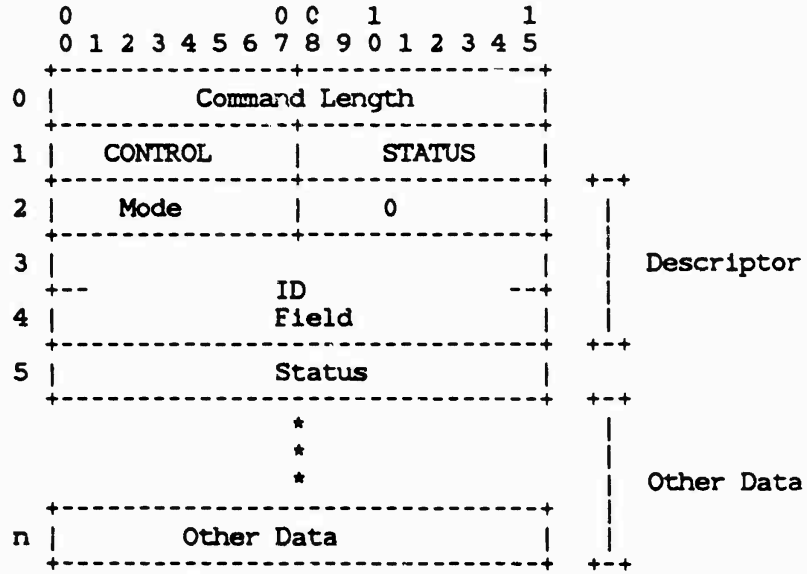 0 0 C 1 1
0 1 2 3 4 5 6 7 8 9 0 1 2 3 4 5
0 | Command Length |
1 | CONTROL | STATUS |
2 | Mode | 0 |
3 | | Descriptor
+-- ID --+
4 | Field |
5 | Status |
*
*
* Other Data
n | Other Data |